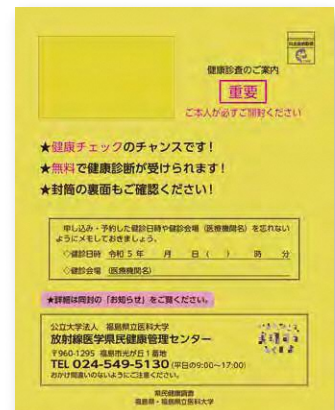 健康診査のご案内
重要
ご本人が必ずご開封ください
★健康チェックのチャンスです！
★無料で健康診断が受けられます！
★封筒の裏面もご確認ください！
申し込み・予約した健診日時や健診会場（医療機関名）を忘れない
ようにメモしておきましょう。
◇健診日時 令和５年 月 日（ ） 時 分
◇健診会場（医療機関名）
★詳細は同封の「お知らせ」をご覧ください。
公立大学法人 福島県立医科大学
放射線医学県民健康管理センター
〒960-1295 福島市光が丘１番地
TEL 024-549-5130（平日の9:00〜17:00）
おかけ間違いのないようにご注意ください。
県民健康調査
福島県・福島県立医科大学